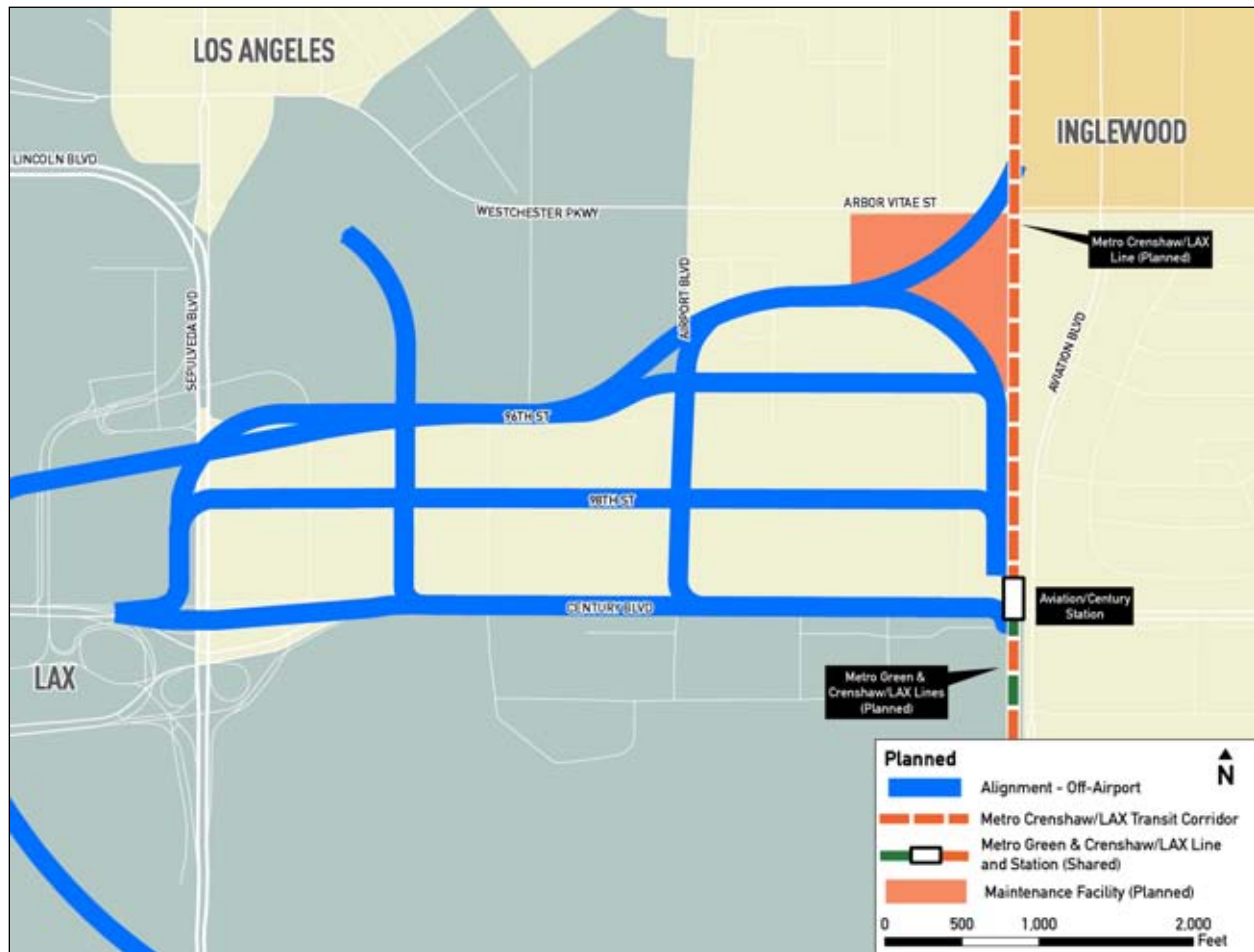 LOS ANGELES
INGLEWOOD
LINCOLN BLVD
WESTCHESTER PKWY
ARBOR VITAE ST
Metro Crenshaw/LAX
Line (Planned)
SEPULVEDA BLVD
AIRPORT BLVD
AVIATION BLVD
96TH ST
98TH ST
CENTURY BLVD
Aviation/Century
Station
LAX
Metro Green &
Crenshaw/LAX Lines
(Planned)
Planned
N
Alignment - Off-Airport
Metro Crenshaw/LAX Transit Corridor
Metro Green & Crenshaw/LAX Line
and Station (Shared)
Maintenance Facility (Planned)
0 500 1,000 2,000
Feet